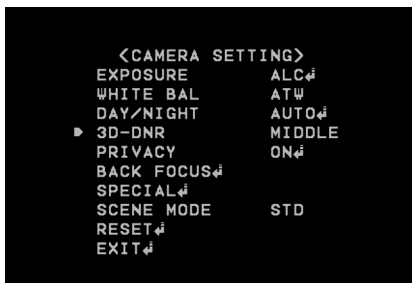 <CAMERA SETTING>
EXPOSURE ALC↲
WHITE BAL ATW
DAY/NIGHT AUTO↲
3D-DNR MIDDLE
PRIVACY ON↲
BACK FOCUS↲
SPECIAL↲
SCENE MODE STD
RESET↲
EXIT↲